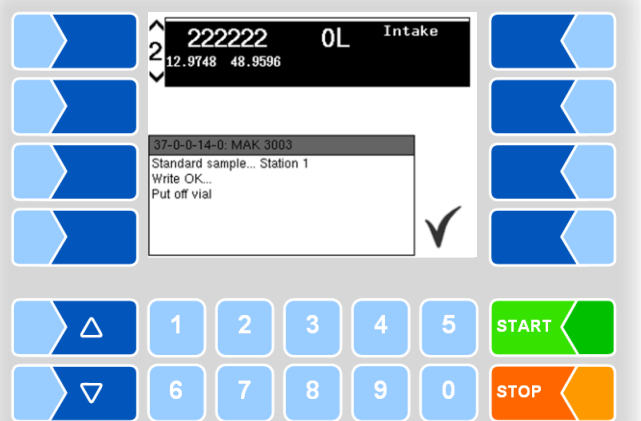 2
222222 0L Intake
12.9748 48.9596
37-0-0-14-0: MAK 3003
Standard sample... Station 1
Write OK...
Put off vial
1 2 3 4 5 START
6 7 8 9 0 STOP